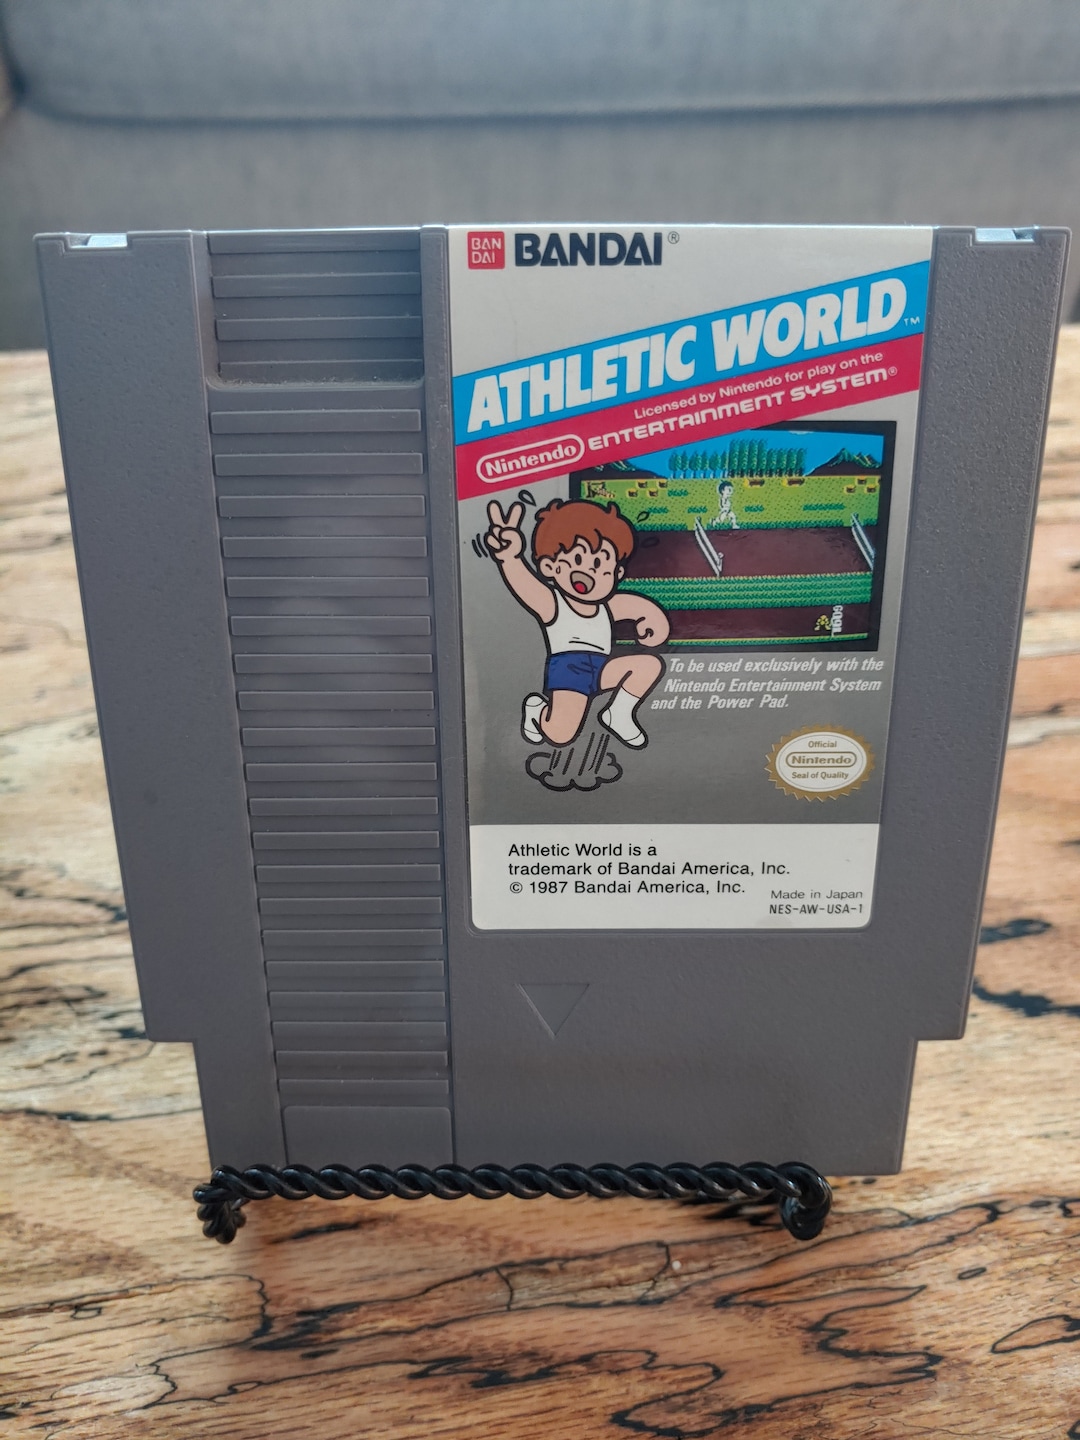 BAN
DAI
BANDAI®
ATHLETIC WORLD™
Licensed by Nintendo for play on the
Nintendo ENTERTAINMENT SYSTEM®
To be used exclusively with the
Nintendo Entertainment System
and the Power Pad.
Official
Nintendo
Seal of Quality
Athletic World is a
trademark of Bandai America, Inc.
© 1987 Bandai America, Inc.
Made in Japan
NES-AW-USA-1